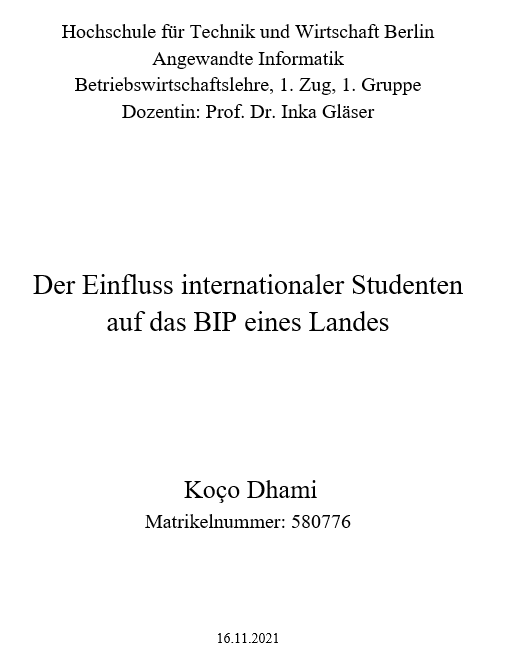 Hochschule für Technik und Wirtschaft Berlin
Angewandte Informatik
Betriebswirtschaftslehre, 1. Zug, 1. Gruppe
Dozentin: Prof. Dr. Inka Gläser
Der Einfluss internationaler Studenten
auf das BIP eines Landes
Koço Dhami
Matrikelnummer: 580776
16.11.2021